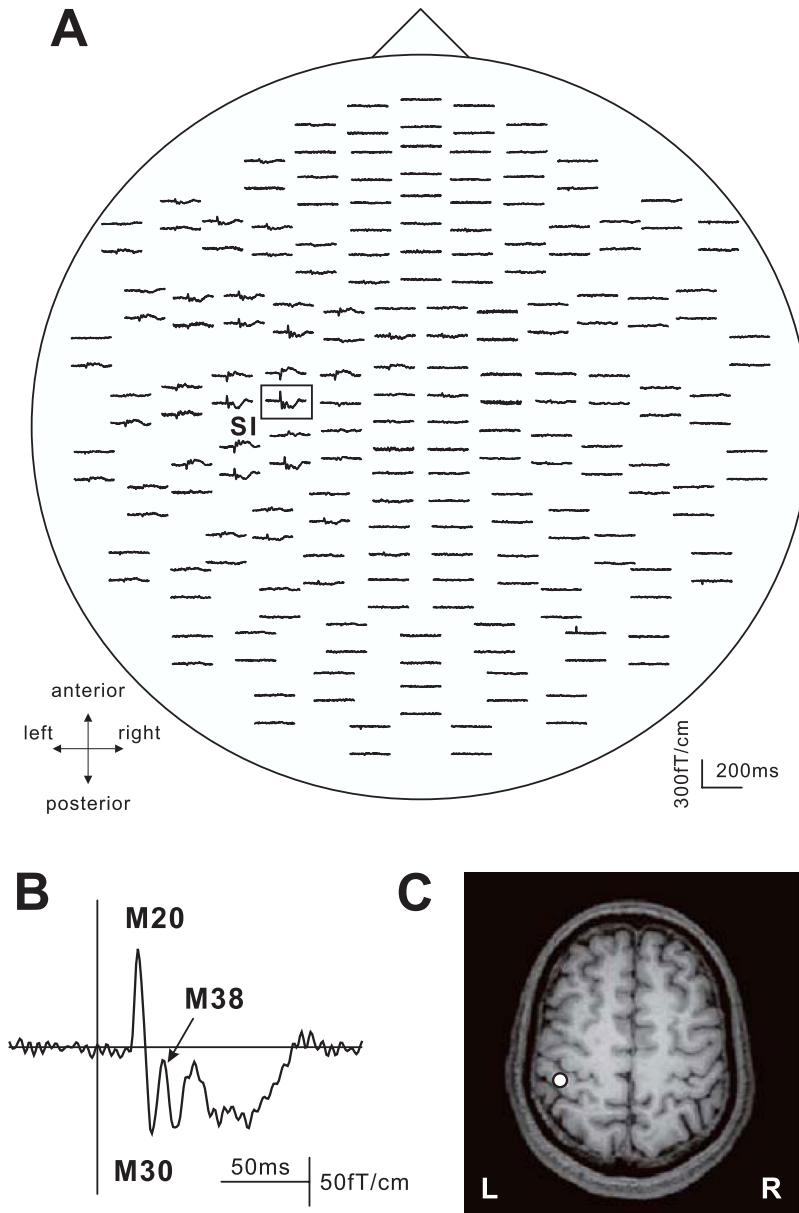 A
SI
anterior
left right
posterior
300fT/cm
200ms
B
M20
M38
M30
50ms
50fT/cm
C
L R